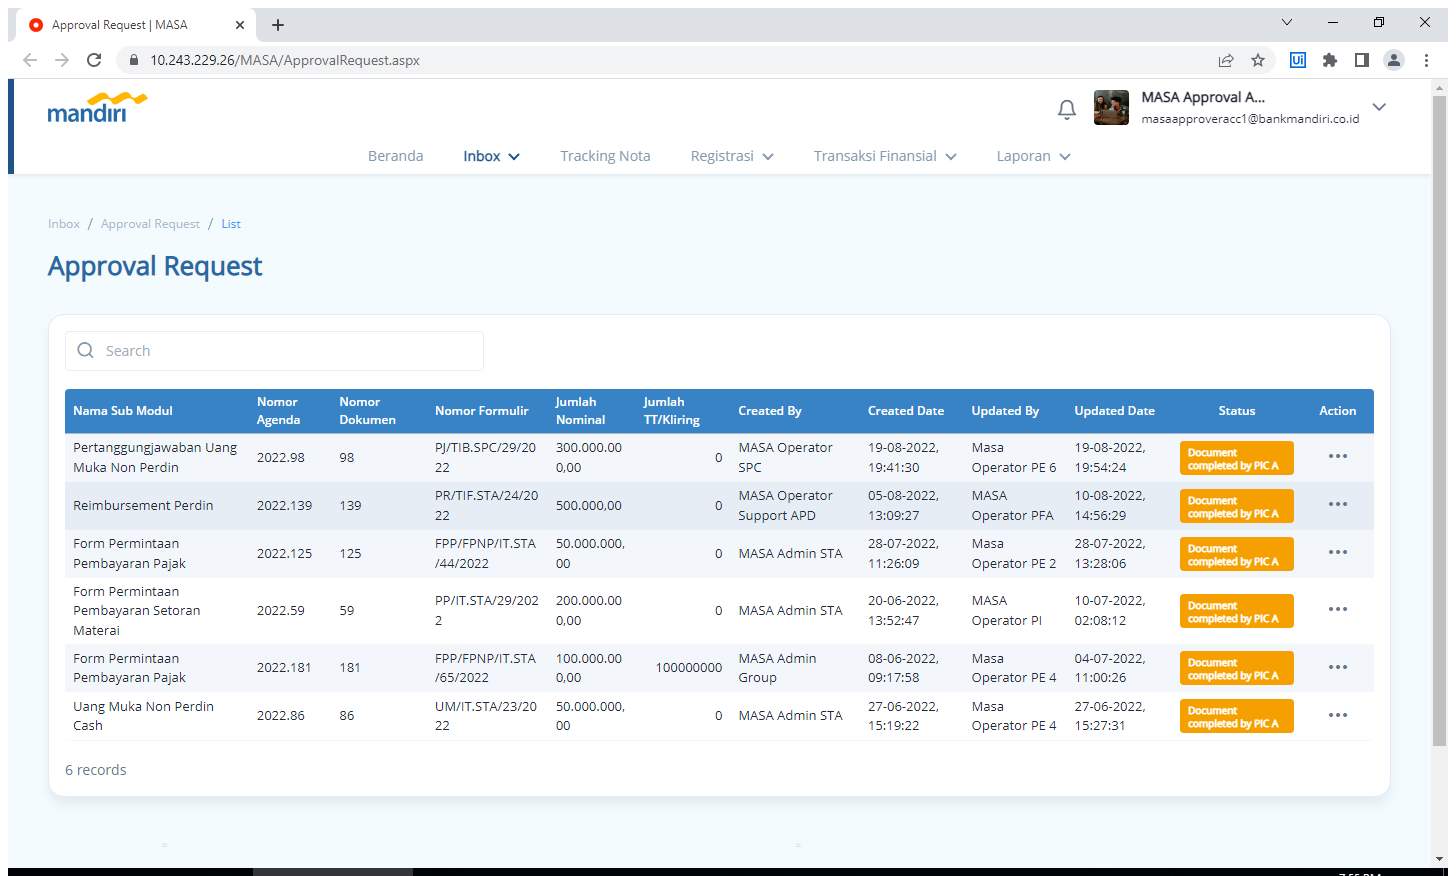 Approval Request | MASA
10.243.229.26/MASA/ApprovalRequest.aspx
mandiri
MASA Approval A...
masaapproveracc1@bankmandiri.co.id
Beranda Inbox Tracking Nota Registrasi Transaksi Finansial Laporan
Inbox / Approval Request / List
Approval Request
Search
Nama Sub Modul Nomor Agenda Nomor Dokumen Nomor Formulir Jumlah Nominal Jumlah TT/Kliring Created By Created Date Updated By Updated Date Status Action
Pertanggungjawaban Uang Muka Non Perdin 2022.98 98 PJ/TIB.SPC/29/2022 300.000.000,00 0 MASA Operator SPC 19-08-2022, 19:41:30 Masa Operator PE 6 19-08-2022, 19:54:24 Document completed by PIC A •••
Reimbursement Perdin 2022.139 139 PR/TIF.STA/24/2022 500.000,00 0 MASA Operator Support APD 05-08-2022, 13:09:27 MASA Operator PFA 10-08-2022, 14:56:29 Document completed by PIC A •••
Form Permintaan Pembayaran Pajak 2022.125 125 FPP/FPNP/IT.STA/44/2022 50.000.000,00 0 MASA Admin STA 28-07-2022, 11:26:09 Masa Operator PE 2 28-07-2022, 13:28:06 Document completed by PIC A •••
Form Permintaan Pembayaran Setoran Materai 2022.59 59 PP/IT.STA/29/2022 200.000.000,00 0 MASA Admin STA 20-06-2022, 13:52:47 MASA Operator PI 10-07-2022, 02:08:12 Document completed by PIC A •••
Form Permintaan Pembayaran Pajak 2022.181 181 FPP/FPNP/IT.STA/65/2022 100.000.000,00 100000000 MASA Admin Group 08-06-2022, 09:17:58 Masa Operator PE 4 04-07-2022, 11:00:26 Document completed by PIC A •••
Uang Muka Non Perdin Cash 2022.86 86 UM/IT.STA/23/2022 50.000.000,00 0 MASA Admin STA 27-06-2022, 15:19:22 Masa Operator PE 4 27-06-2022, 15:27:31 Document completed by PIC A •••
6 records